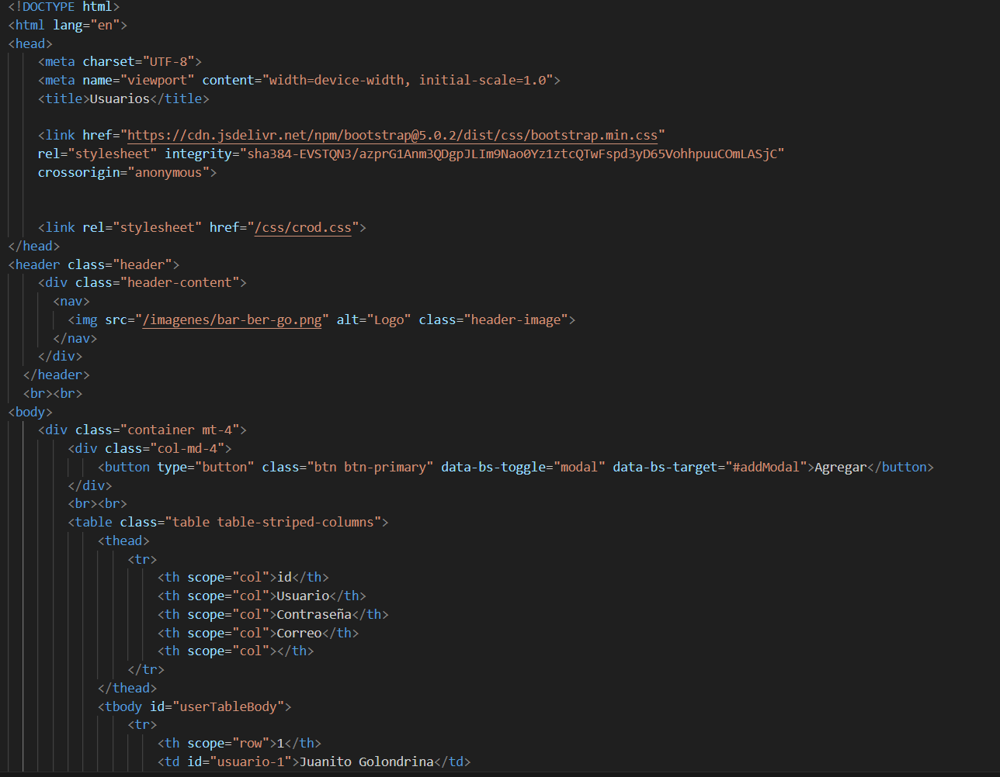 <!DOCTYPE html>
<html lang="en">
<head>
    <meta charset="UTF-8">
    <meta name="viewport" content="width=device-width, initial-scale=1.0">
    <title>Usuarios</title>

    <link href="https://cdn.jsdelivr.net/npm/bootstrap@5.0.2/dist/css/bootstrap.min.css"
    rel="stylesheet" integrity="sha384-EVSTQN3/azprG1Anm3QDgpJLIm9Nao0Yz1ztcQTwFspd3yD65VohhpuuCOmLASjC"
    crossorigin="anonymous">


    <link rel="stylesheet" href="/css/crod.css">
</head>
<header class="header">
    <div class="header-content">
      <nav>
        <img src="/imagenes/bar-ber-go.png" alt="Logo" class="header-image">
      </nav>
    </div>
  </header>
  <br><br>
<body>
    <div class="container mt-4">
        <div class="col-md-4">
            <button type="button" class="btn btn-primary" data-bs-toggle="modal" data-bs-target="#addModal">Agregar</button>
        </div>
        <br><br>
        <table class="table table-striped-columns">
            <thead>
                <tr>
                    <th scope="col">id</th>
                    <th scope="col">Usuario</th>
                    <th scope="col">Contraseña</th>
                    <th scope="col">Correo</th>
                    <th scope="col"></th>
                </tr>
            </thead>
            <tbody id="userTableBody">
                <tr>
                    <th scope="row">1</th>
                    <td id="usuario-1">Juanito Golondrina</td>